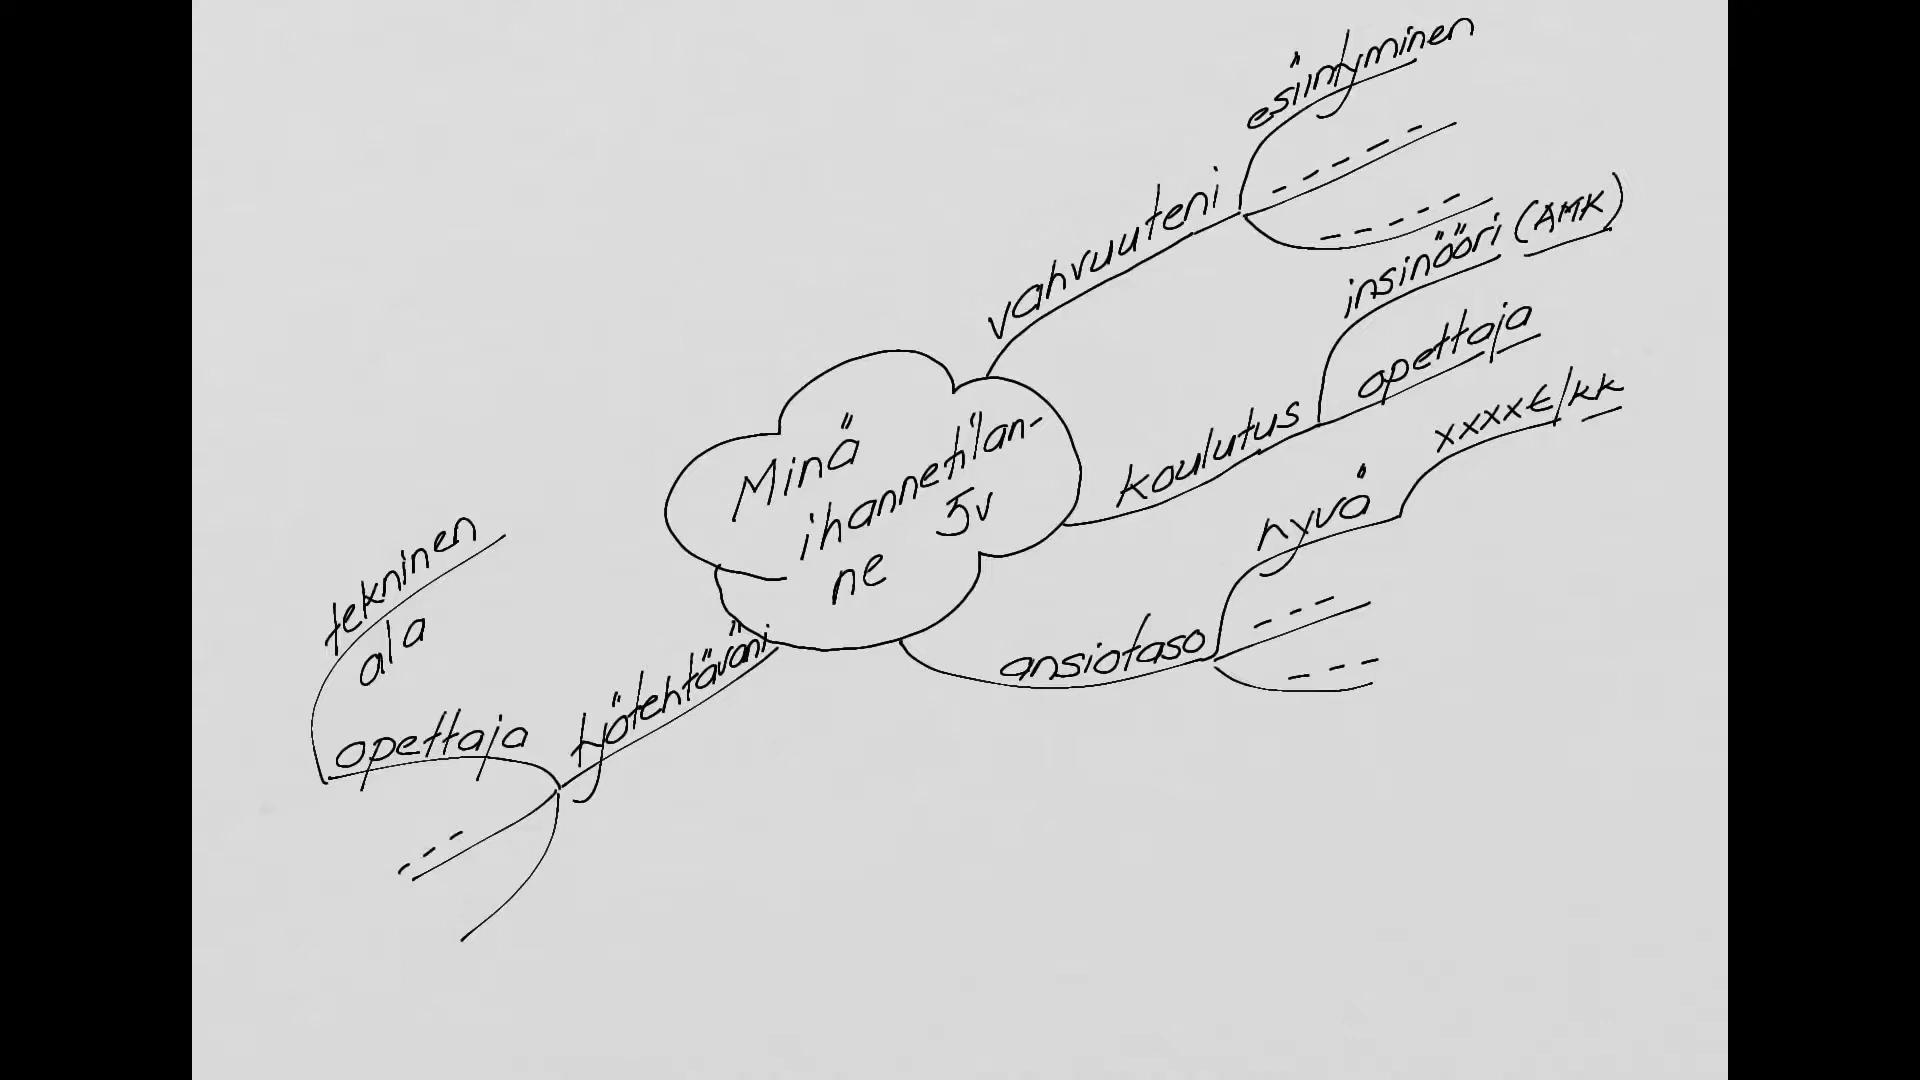 esiintyminen
vahvuuteni
insinööri (AMK)
opettaja
koulutus
xxxx€/kk
hyvä
ansiotaso
Minä
ihannetilan-
ne 5v
tekninen
ala
opettaja
työtehtäväni